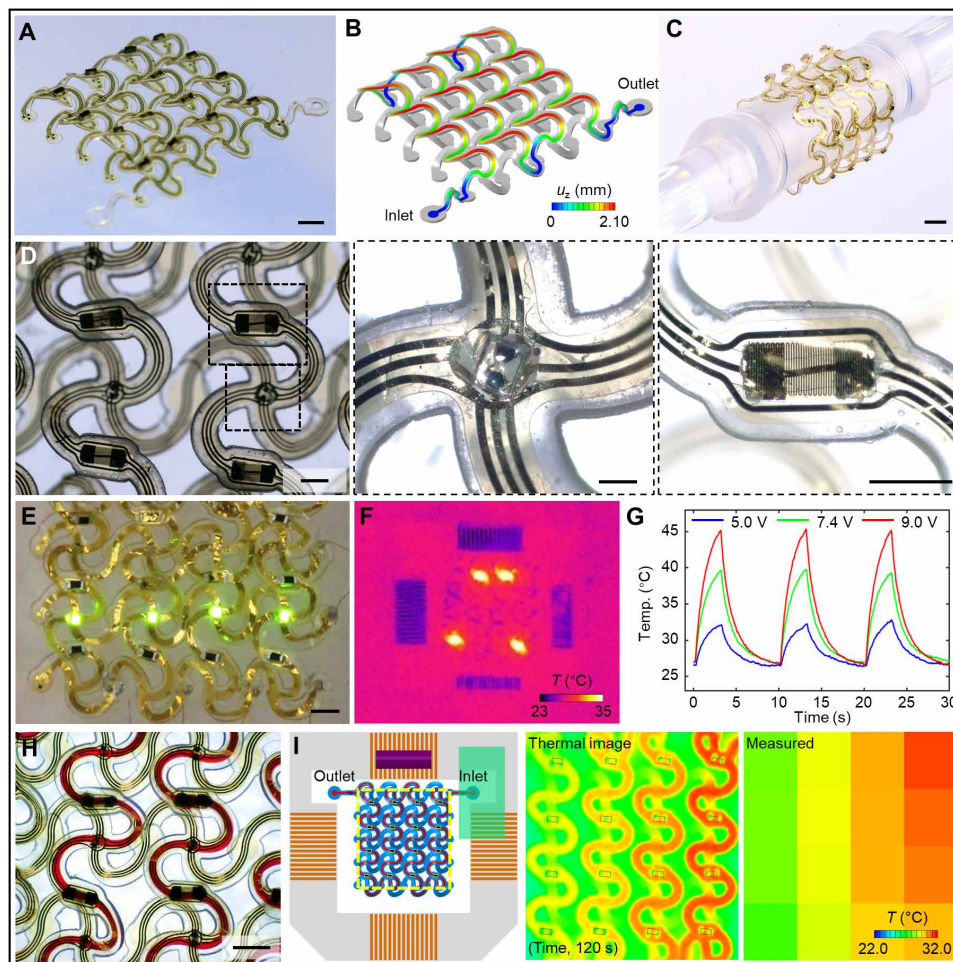 A
B
Outlet
u_z (mm)
0 2.10
Inlet
C
D
E
F
T (°C)
23 35
G
5.0 V 7.4 V 9.0 V
45
40
35
30
25
Temp. (°C)
0 5 10 15 20 25 30
Time (s)
H
I
Outlet
Inlet
Thermal image
(Time, 120 s)
Measured
T (°C)
22.0 32.0